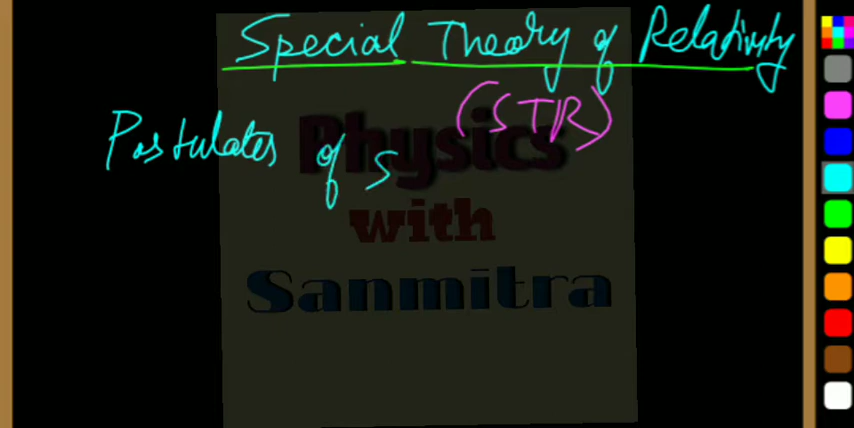 Special Theory of Relativity
(STR)
Postulates of S
Physics
with
Sanmitra